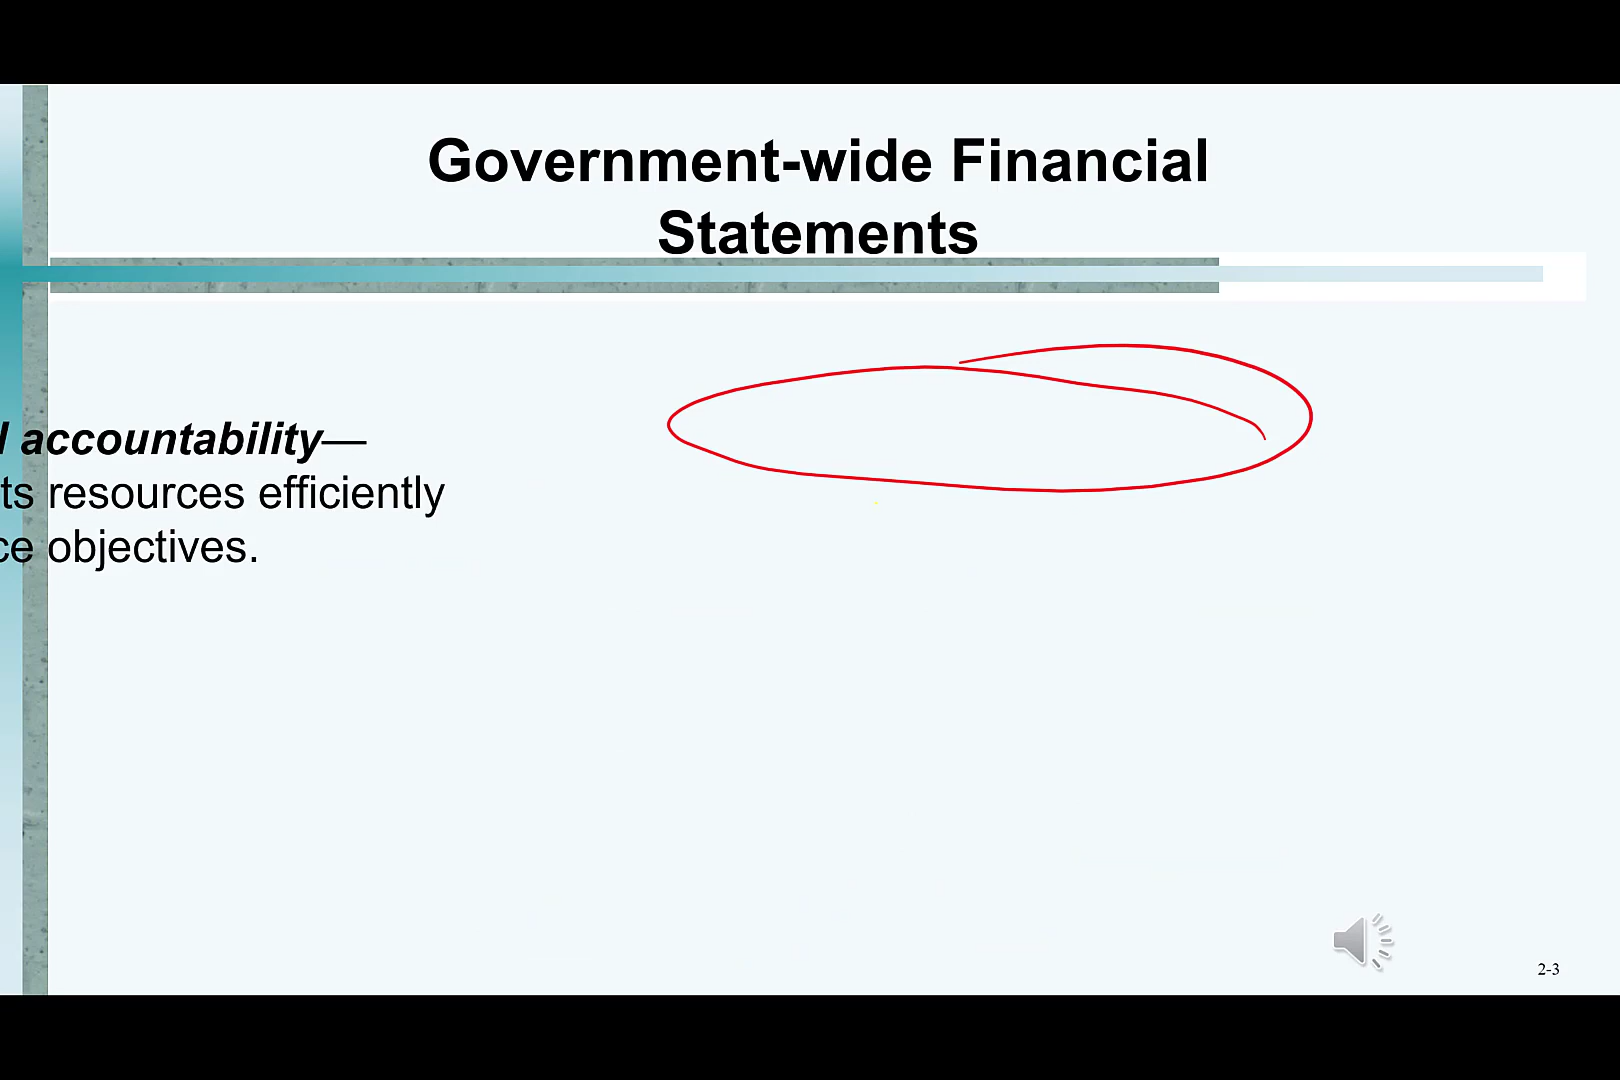 Government-wide Financial
Statements
accountability—
ts resources efficiently
ce objectives.
2-3